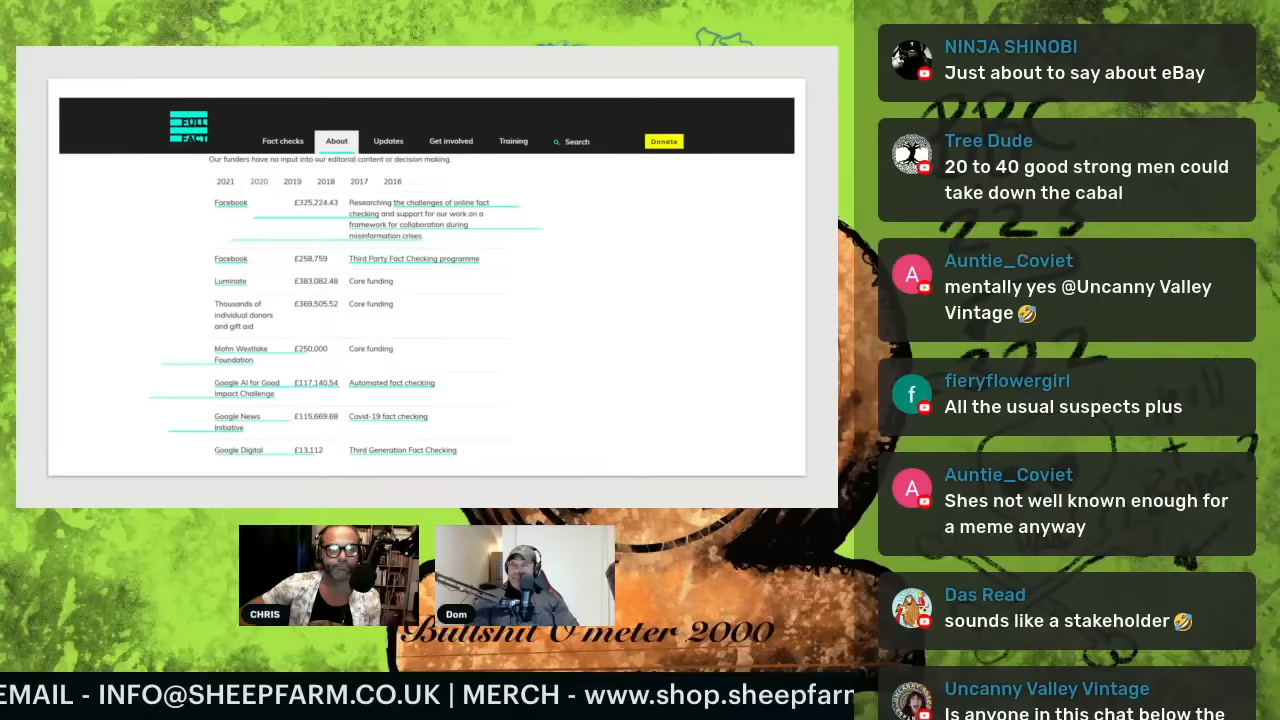 FULL
FACT
Fact checks
About
Updates
Get involved
Training
Search
Donate
Our funders have no input into our editorial content or decision making.
2021 2020 2019 2018 2017 2016
Facebook £325,224.43 Researching the challenges of online fact
checking and support for our work on a
framework for collaboration during
misinformation crises
Facebook £258,759 Third Party Fact Checking programme
Luminate £383,082.48 Core funding
Thousands of £369,505.52 Core funding
individual donors
and gift aid
Mohn Westlake £250,000 Core funding
Foundation
Google AI for Good £117,140.54 Automated fact checking
Impact Challenge
Google News £115,669.68 Covid-19 fact checking
Initiative
Google Digital £13,112 Third Generation Fact Checking
CHRIS
Dom
Bullshit O meter 2000
EMAIL - INFO@SHEEPFARM.CO.UK | MERCH - www.shop.sheepfarm
NINJA SHINOBI
Just about to say about eBay
Tree Dude
20 to 40 good strong men could
take down the cabal
Auntie_Coviet
mentally yes @Uncanny Valley
Vintage 🤣
fieryflowergirl
All the usual suspects plus
Auntie_Coviet
Shes not well known enough for
a meme anyway
Das Read
sounds like a stakeholder 🤣
Uncanny Valley Vintage
Is anyone in this chat below the